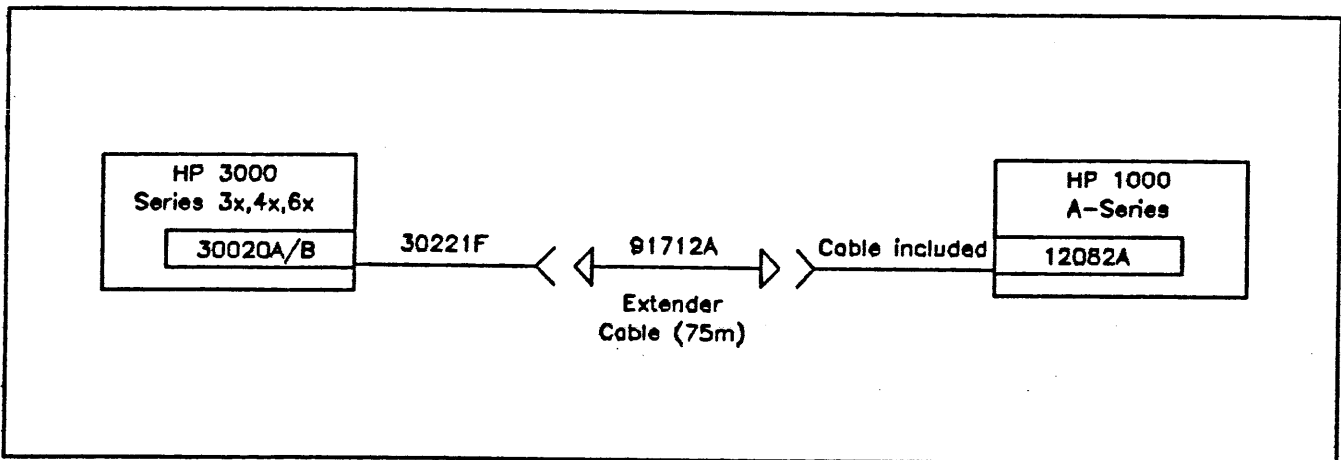 HP 3000
Series 3x,4x,6x
30020A/B
30221F
91712A
Extender
Cable (75m)
Cable included
HP 1000
A-Series
12082A